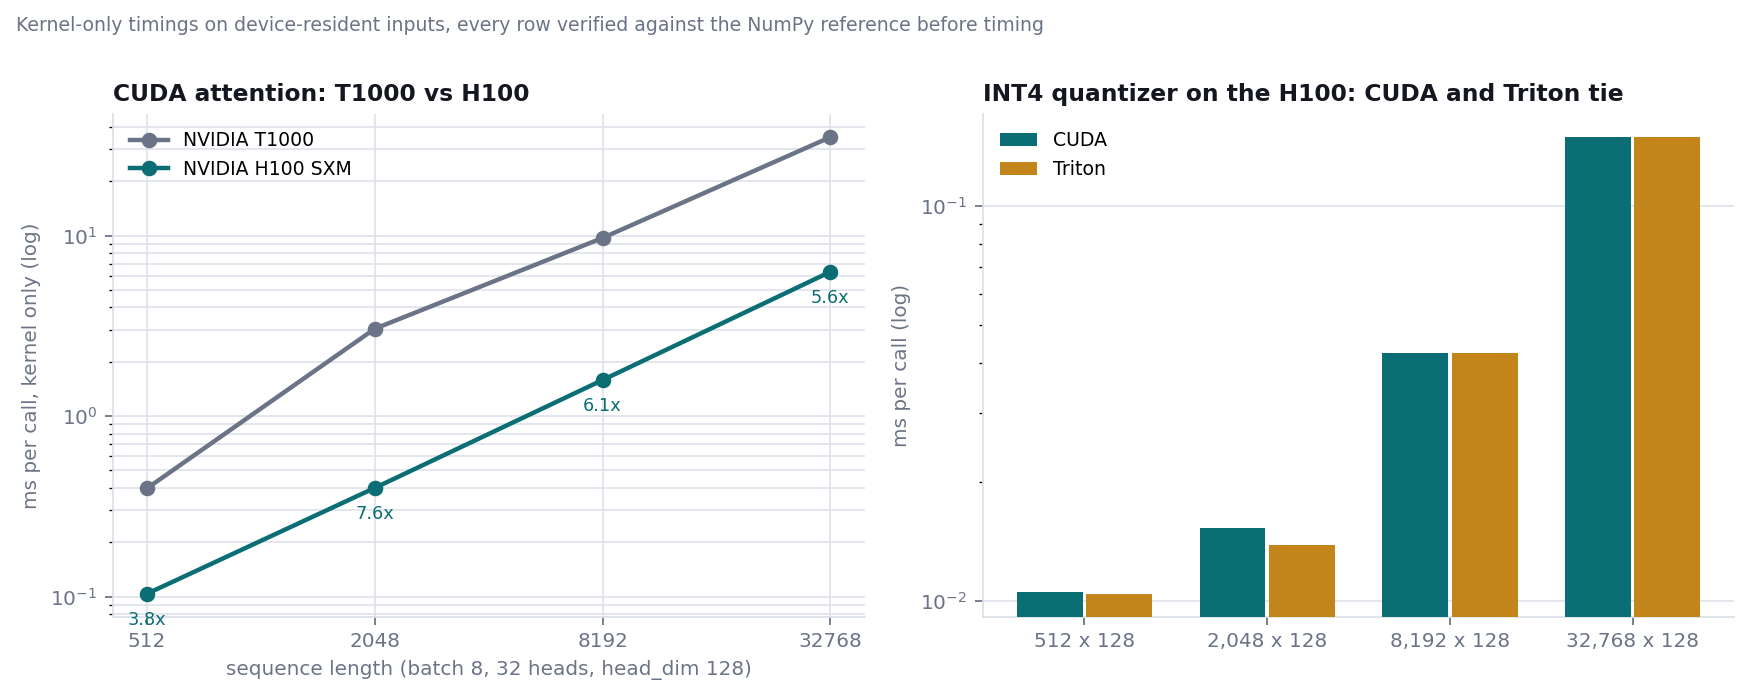 Kernel-only timings on device-resident inputs, every row verified against the NumPy reference before timing
CUDA attention: T1000 vs H100
NVIDIA T1000
NVIDIA H100 SXM
ms per call, kernel only (log)
10¹
10⁰
10⁻¹
3.8x
7.6x
6.1x
5.6x
512
2048
8192
32768
sequence length (batch 8, 32 heads, head_dim 128)
INT4 quantizer on the H100: CUDA and Triton tie
CUDA
Triton
ms per call (log)
10⁻¹
10⁻²
512 x 128
2,048 x 128
8,192 x 128
32,768 x 128